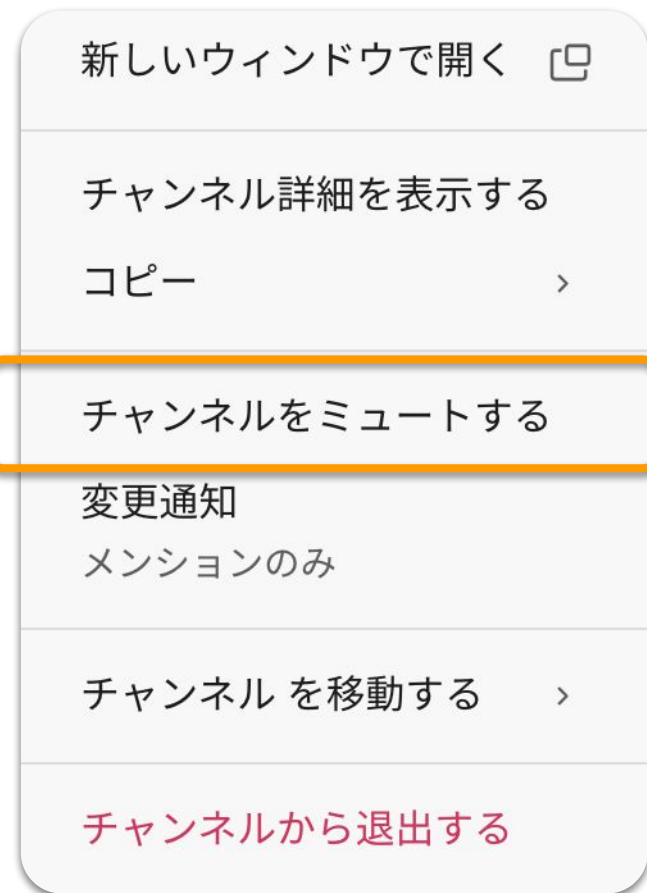 新しいウィンドウで開く
チャンネル詳細を表示する
コピー
チャンネルをミュートする
変更通知
メンションのみ
チャンネル を移動する
チャンネルから退出する